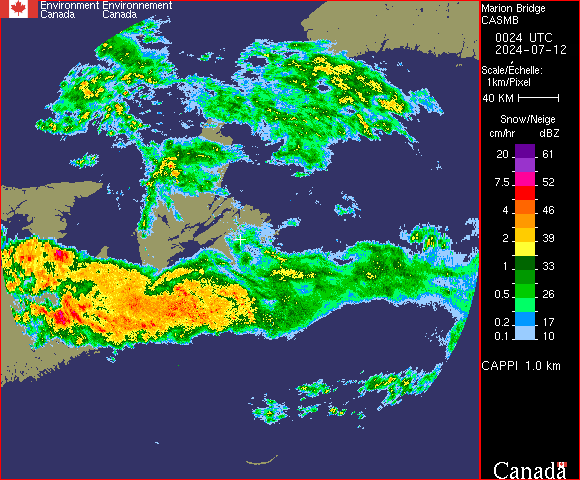 Environment Environnement
Canada Canada
Marion Bridge
CASMB
0024 UTC
2024-07-12
Scale/Échelle:
1km/Pixel
40 KM
Snow/Neige
cm/hr dBZ
20 61
7.5 52
4 46
2 39
1 33
0.5 26
0.2 17
0.1 10
CAPPI 1.0 km
Canada